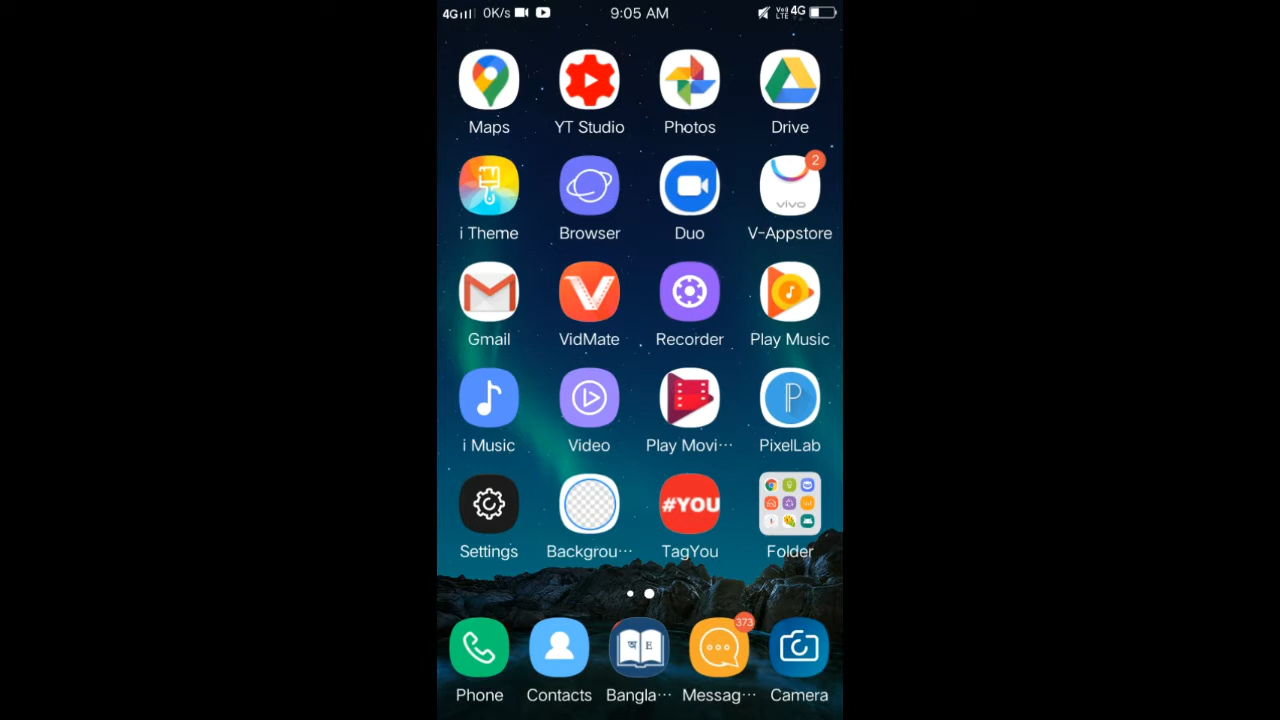 4G 0K/s 9:05 AM VoLTE 4G
Maps YT Studio Photos Drive
2
vivo
i Theme Browser Duo V-Appstore
Gmail VidMate Recorder Play Music
P
i Music Video Play Movi··· PixelLab
#YOU
Settings Backgrou··· TagYou Folder
373
অ E
Phone Contacts Bangla··· Messag··· Camera